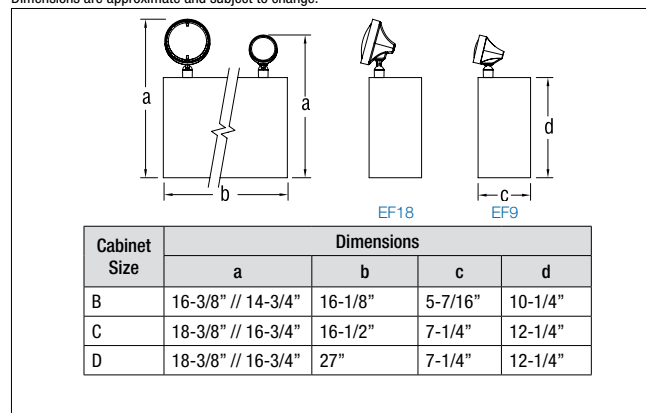 Dimensions are approximate and subject to change.
a
a
b
d
c
EF18
EF9
Cabinet Size
Dimensions
a b c d
B 16-3/8” // 14-3/4” 16-1/8” 5-7/16” 10-1/4”
C 18-3/8” // 16-3/4” 16-1/2” 7-1/4” 12-1/4”
D 18-3/8” // 16-3/4” 27” 7-1/4” 12-1/4”